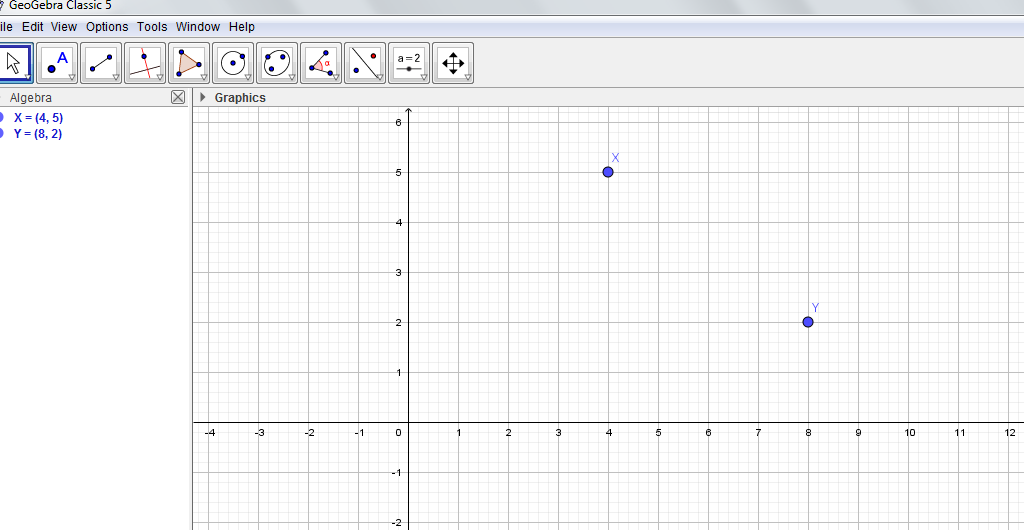 GeoGebra Classic 5
ile Edit View Options Tools Window Help
A
α
a=2
Algebra
Graphics
X = (4, 5)
Y = (8, 2)
6
X
5
4
3
Y
2
1
-4 -3 -2 -1 0 1 2 3 4 5 6 7 8 9 10 11 12
-1
-2